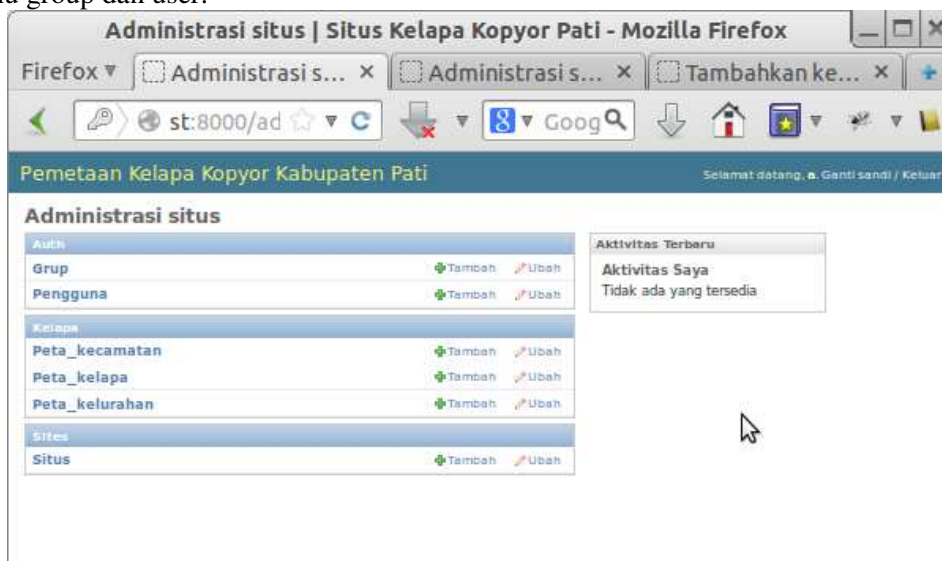 group dan user.
Administrasi situs | Situs Kelapa Kopyor Pati - Mozilla Firefox
Firefox Administrasi s... Administrasi s... Tambahkan ke...
st:8000/ad Goog
Pemetaan Kelapa Kopyor Kabupaten Pati
Selamat datang, a. Ganti sandi / Keluar
Administrasi situs
Auth
Grup Tambah Ubah
Pengguna Tambah Ubah
Kelapa
Peta_kecamatan Tambah Ubah
Peta_kelapa Tambah Ubah
Peta_kelurahan Tambah Ubah
Sites
Situs Tambah Ubah
Aktivitas Terbaru
Aktivitas Saya
Tidak ada yang tersedia